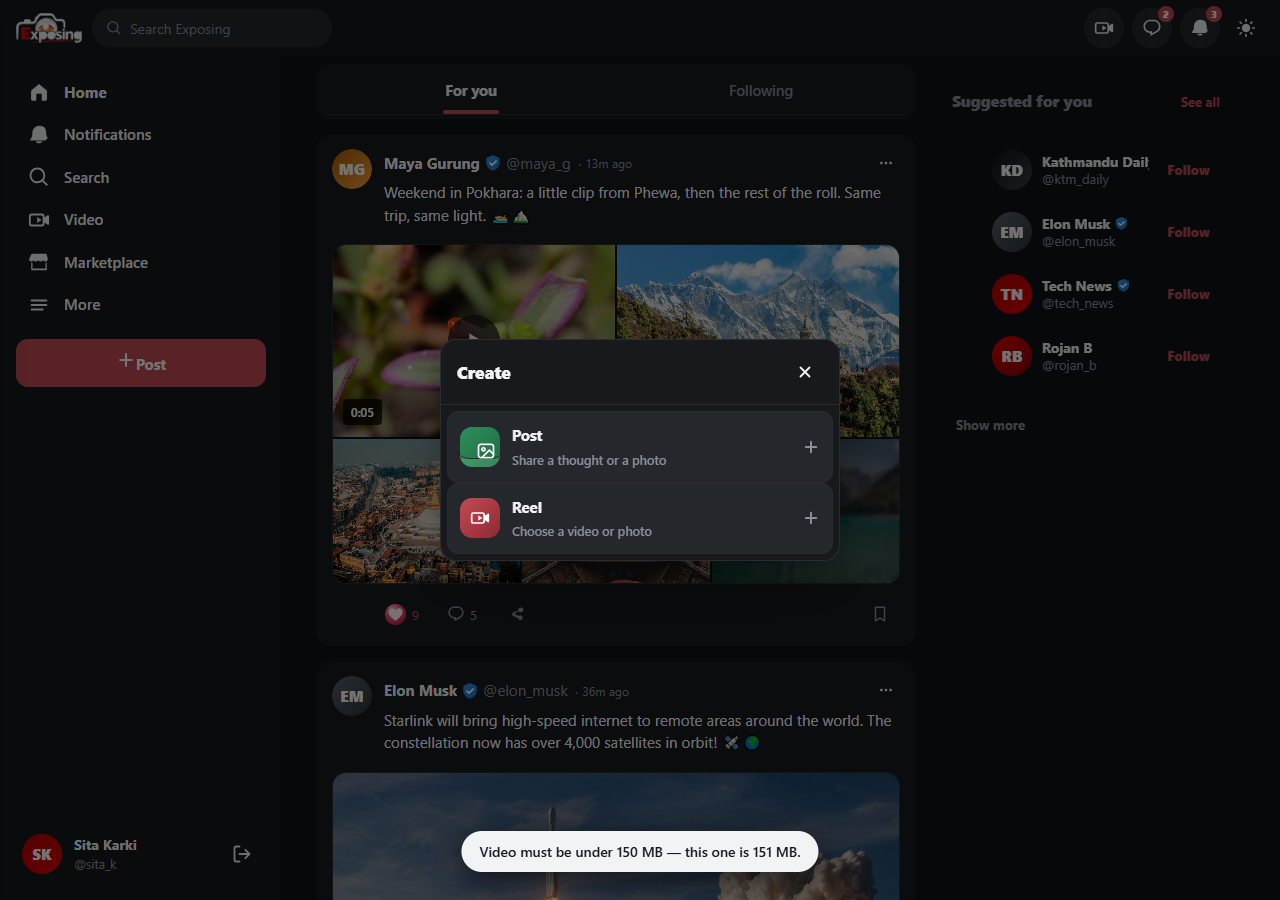 Exposing
Search Exposing
2
3
Home
Notifications
Search
Video
Marketplace
More
Post
Sita Karki
@sita_k
SK
For you
Following
MG
Maya Gurung @maya_g · 13m ago
Weekend in Pokhara: a little clip from Phewa, then the rest of the roll. Same
trip, same light.
0:05
Create
Post
Share a thought or a photo
Reel
Choose a video or photo
9
5
EM
Elon Musk @elon_musk · 36m ago
Starlink will bring high-speed internet to remote areas around the world. The
constellation now has over 4,000 satellites in orbit!
Video must be under 150 MB — this one is 151 MB.
Suggested for you
See all
KD
Kathmandu Dail
@ktm_daily
Follow
EM
Elon Musk
@elon_musk
Follow
TN
Tech News
@tech_news
Follow
RB
Rojan B
@rojan_b
Follow
Show more